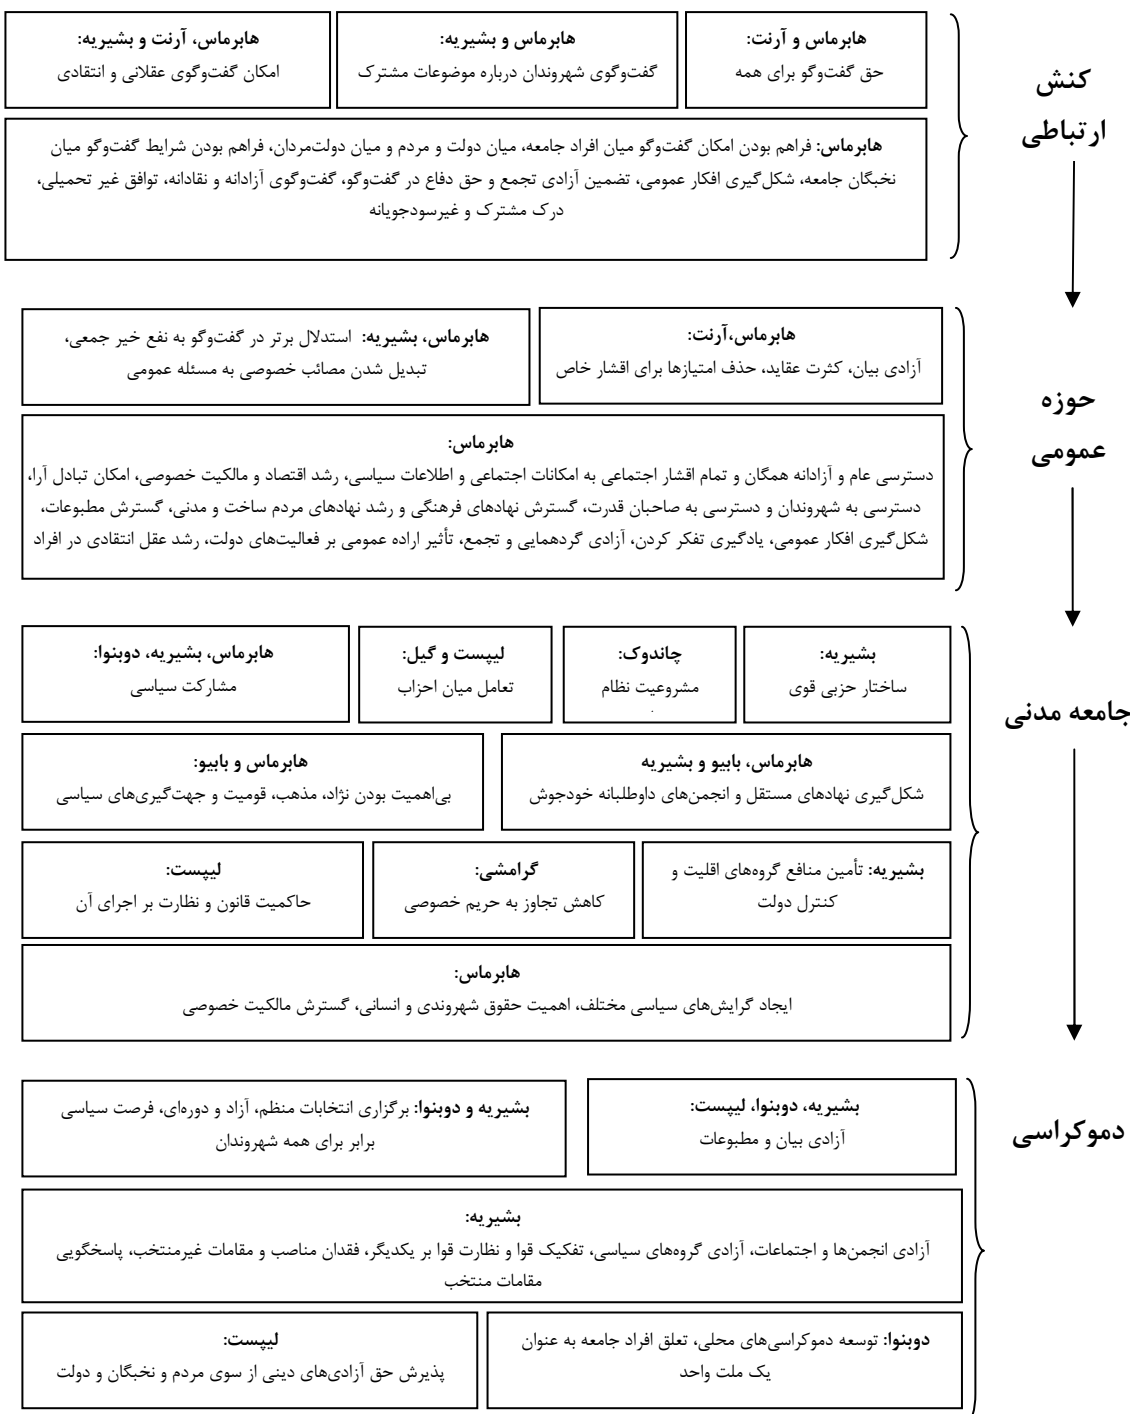 کنش
ارتباطی
هابرماس و آرنت:
حق گفت‌وگو برای همه
هابرماس و بشیریه:
گفت‌وگوی شهروندان درباره موضوعات مشترک
هابرماس، آرنت و بشیریه:
امکان گفت‌وگوی عقلانی و انتقادی
هابرماس: فراهم بودن امکان گفت‌وگو میان افراد جامعه، میان دولت و مردم و میان دولت‌مردان، فراهم بودن شرایط گفت‌وگو میان
نخبگان جامعه، شکل‌گیری افکار عمومی، تضمین آزادی تجمع و حق دفاع در گفت‌وگو، گفت‌وگوی آزادانه و نقادانه، توافق غیر تحمیلی،
درک مشترک و غیرسودجویانه
حوزه
عمومی
هابرماس،آرنت:
آزادی بیان، کثرت عقاید، حذف امتیازها برای اقشار خاص
هابرماس، بشیریه: استدلال برتر در گفت‌وگو به نفع خیر جمعی،
تبدیل شدن مصائب خصوصی به مسئله عمومی
هابرماس:
دسترسی عام و آزادانه همگان و تمام اقشار اجتماعی به امکانات اجتماعی و اطلاعات سیاسی، رشد اقتصاد و مالکیت خصوصی، امکان تبادل آرا،
دسترسی به شهروندان و دسترسی به صاحبان قدرت، گسترش نهادهای فرهنگی و رشد نهادهای مردم ساخت و مدنی، گسترش مطبوعات،
شکل‌گیری افکار عمومی، یادگیری تفکر کردن، آزادی گردهمایی و تجمع، تأثیر اراده عمومی بر فعالیت‌های دولت، رشد عقل انتقادی در افراد
جامعه مدنی
بشیریه:
ساختار حزبی قوی
چاندوک:
مشروعیت نظام
لیپست و گیل:
تعامل میان احزاب
هابرماس، بشیریه، دوبنوا:
مشارکت سیاسی
هابرماس، بابیو و بشیریه
شکل‌گیری نهادهای مستقل و انجمن‌های داوطلبانه خودجوش
هابرماس و بابیو:
بی‌اهمیت بودن نژاد، مذهب، قومیت و جهت‌گیری‌های سیاسی
بشیریه: تأمین منافع گروه‌های اقلیت و
کنترل دولت
گرامشی:
کاهش تجاوز به حریم خصوصی
لیپست:
حاکمیت قانون و نظارت بر اجرای آن
هابرماس:
ایجاد گرایش‌های سیاسی مختلف، اهمیت حقوق شهروندی و انسانی، گسترش مالکیت خصوصی
دموکراسی
بشیریه، دوبنوا، لیپست:
آزادی بیان و مطبوعات
بشیریه و دوبنوا: برگزاری انتخابات منظم، آزاد و دوره‌ای، فرصت سیاسی
برابر برای همه شهروندان
بشیریه:
آزادی انجمن‌ها و اجتماعات، آزادی گروه‌های سیاسی، تفکیک قوا و نظارت قوا بر یکدیگر، فقدان مناصب و مقامات غیرمنتخب، پاسخگویی
مقامات منتخب
دوبنوا: توسعه دموکراسی‌های محلی، تعلق افراد جامعه به عنوان
یک ملت واحد
لیپست:
پذیرش حق آزادی‌های دینی از سوی مردم و نخبگان و دولت